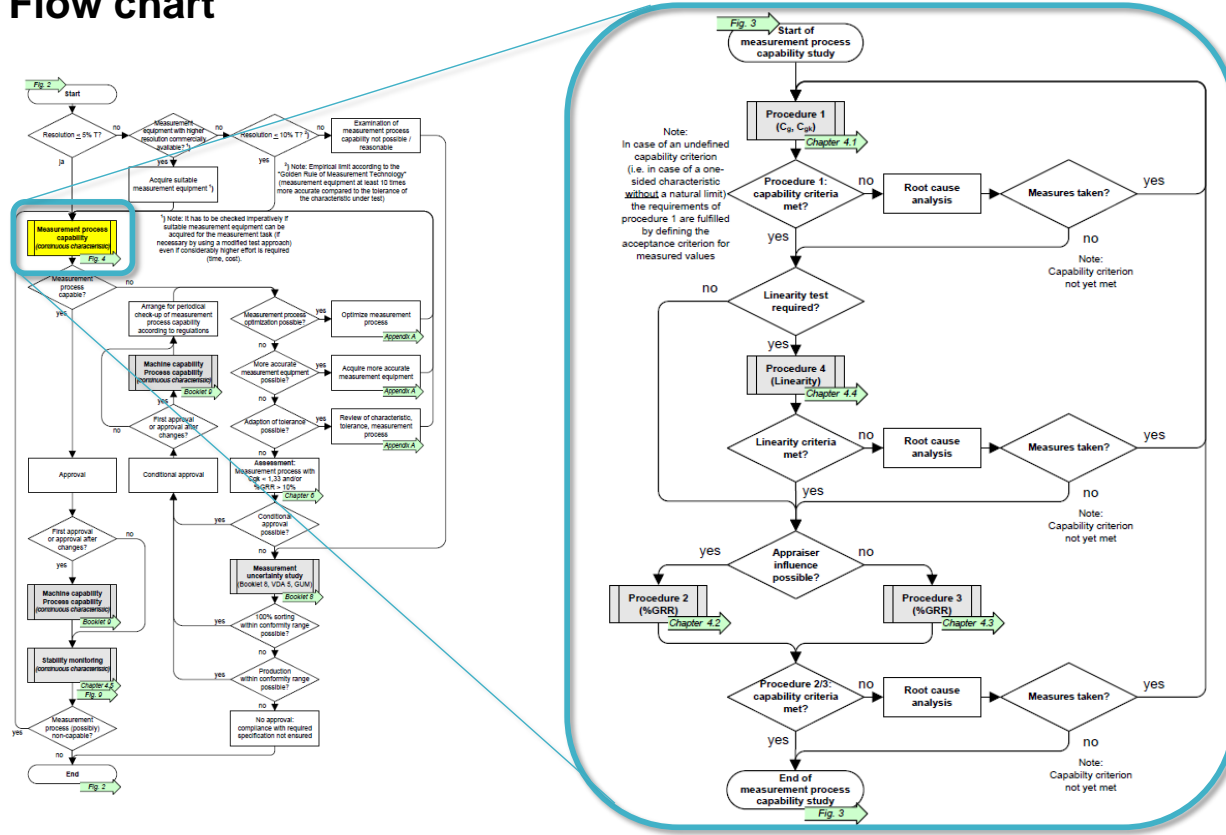 Flow chart
Fig. 2
Start
Resolution ≤ 5% T?
no
Measurement
equipment with higher
resolution commercially
available? ¹)
no
Resolution ≤ 10% T? ²)
no
Examination of
measurement process
capability not possible /
reasonable
ja
yes
yes
Acquire suitable
measurement equipment ¹)
²) Note: Empirical limit according to the
"Golden Rule of Measurement Technology"
(measurement equipment at least 10 times
more accurate compared to the tolerance of
the characteristic under test)
¹) Note: It has to be checked imperatively if
suitable measurement equipment can be
acquired for the measurement task (if
necessary by using a modified test approach)
even if considerably higher effort is required
(time, cost).
Measurement process
capability
(continuous characteristic)
Fig. 4
Measurement
process
capable?
no
yes
Arrange for periodical
check-up of measurement
process capability
according to regulations
Measurement process
optimization possible?
yes
Optimize measurement
process
Appendix A
no
Machine capability
Process capability
(continuous characteristic)
Booklet 9
More accurate
measurement equipment
possible?
yes
Acquire more accurate
measurement equipment
Appendix A
yes
no
First approval
or approval after
changes?
no
Adaption of tolerance
possible?
yes
Review of characteristic,
tolerance, measurement
process
Appendix A
no
Approval
Conditional approval
Assessment:
Measurement process with
Cgk < 1,33 and/or
%GRR > 10%
Chapter 6
yes
Conditional
approval
possible?
no
First approval
or approval after
changes?
no
yes
Measurement
uncertainty study
(Booklet 8, VDA 5, GUM)
Booklet 8
Machine capability
Process capability
(continuous characteristic)
Booklet 9
yes
100% sorting
within conformity range
possible?
no
Stability monitoring
(continuous characteristic)
Chapter 4.5
Fig. 9
yes
Production
within conformity range
possible?
no
Measurement
process (possibly)
non-capable?
yes
no
No approval:
compliance with required
specification not ensured
End
Fig. 2
Fig. 3
Start of
measurement process
capability study
Procedure 1
(Cg, Cgk)
Chapter 4.1
Note:
In case of an undefined
capability criterion
(i.e. in case of a one-
sided characteristic
without a natural limit)
the requirements of
procedure 1 are fulfilled
by defining the
acceptance criterion for
measured values
Procedure 1:
capability criteria
met?
no
Root cause
analysis
Measures taken?
yes
yes
no
Note:
Capability criterion
not yet met
no
Linearity test
required?
yes
Procedure 4
(Linearity)
Chapter 4.4
Linearity criteria
met?
no
Root cause
analysis
Measures taken?
yes
yes
no
Note:
Capability criterion
not yet met
yes
Appraiser
influence
possible?
no
Procedure 2
(%GRR)
Chapter 4.2
Procedure 3
(%GRR)
Chapter 4.3
Procedure 2/3:
capability criteria
met?
no
Root cause
analysis
Measures taken?
yes
yes
no
Note:
Capabilty criterion
not yet met
End of
measurement process
capability study
Fig. 3